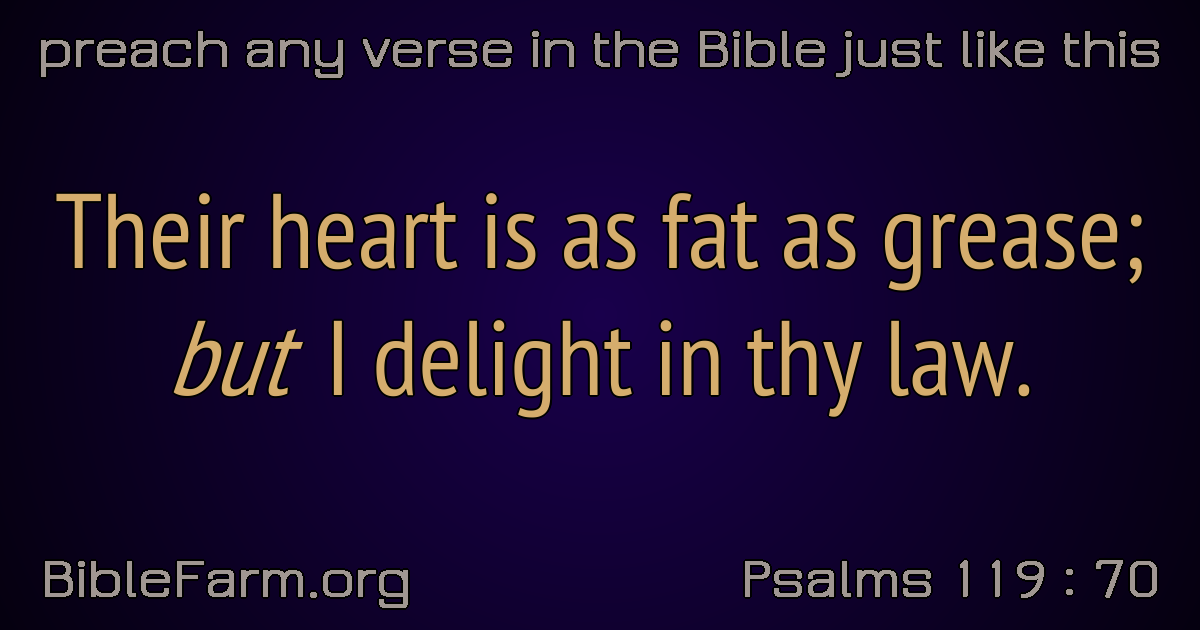 preach any verse in the Bible just like this
Their heart is as fat as grease;
but I delight in thy law.
BibleFarm.org
Psalms 119 : 70